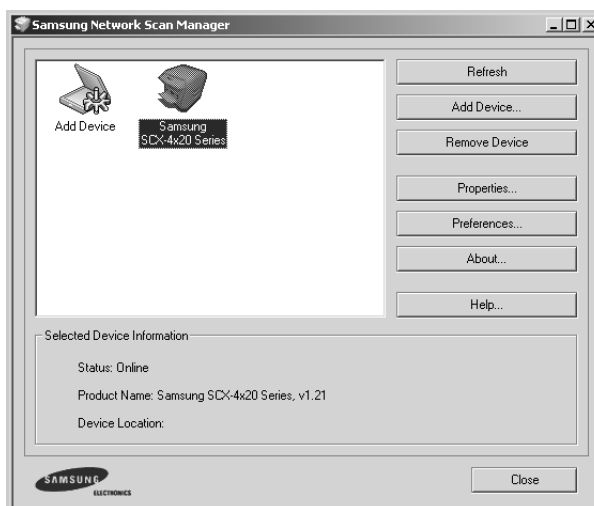 Samsung Network Scan Manager
Add Device
Samsung
SCX-4x20 Series
Refresh
Add Device...
Remove Device
Properties...
Preferences...
About...
Help...
Selected Device Information
Status: Online
Product Name: Samsung SCX-4x20 Series, v1.21
Device Location:
SAMSUNG
ELECTRONICS
Close